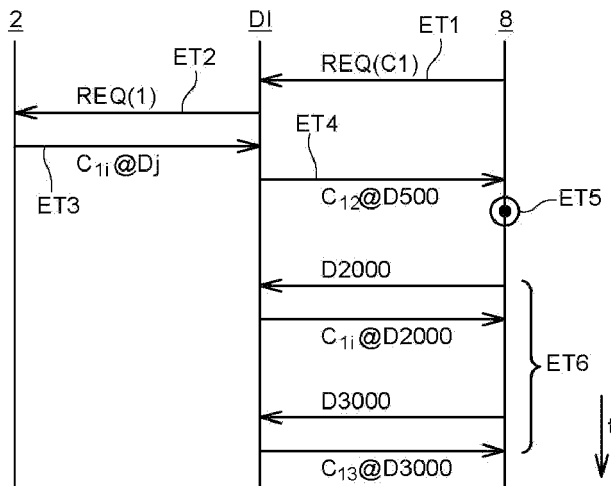 2 DI 8
ET1
REQ(C1)
ET2
REQ(1)
ET4
C₁ᵢ@Dj
ET3
C₁₂@D500
ET5
D2000
C₁ᵢ@D2000
ET6
D3000
C₁₃@D3000
t